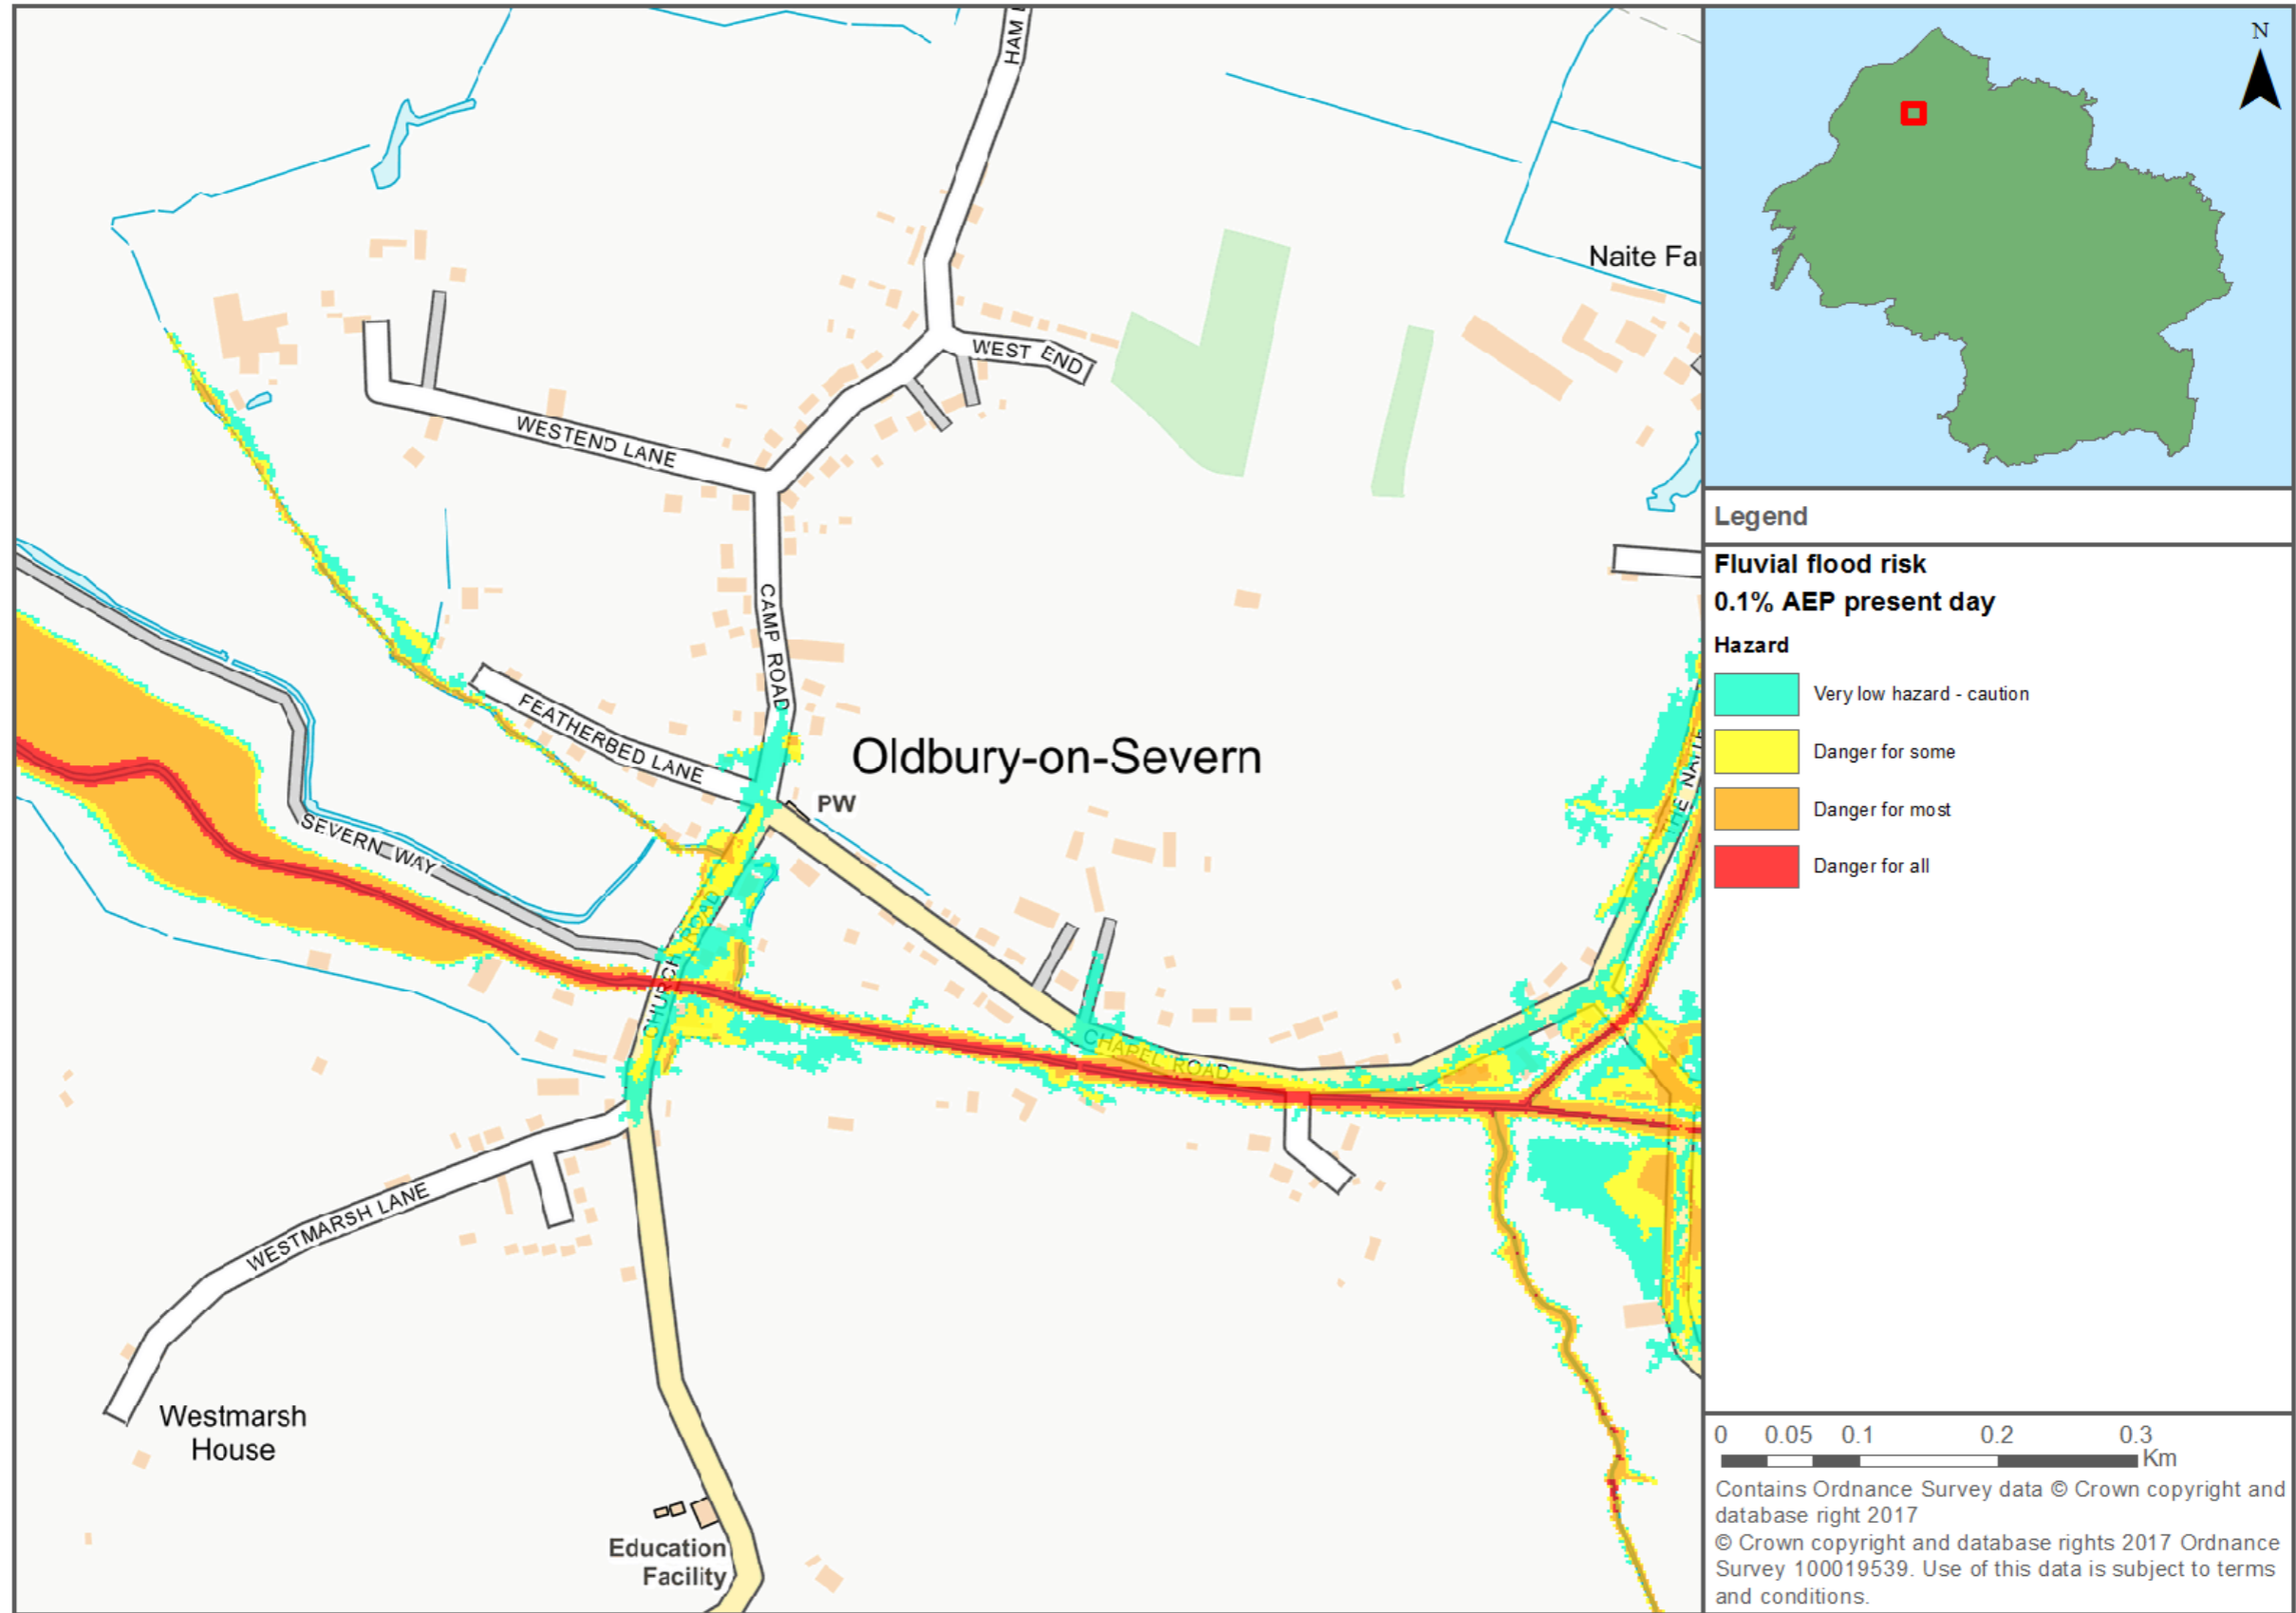 HAM
N
Naite Far
WEST END
WESTEND LANE
CAMP ROAD
FEATHERBED LANE
Oldbury-on-Severn
PW
THE NAITE
SEVERN WAY
CHURCH ROAD
CHAPEL ROAD
WESTMARSH LANE
Westmarsh
House
Education
Facility
Legend
Fluvial flood risk
0.1% AEP present day
Hazard
Very low hazard - caution
Danger for some
Danger for most
Danger for all
0 0.05 0.1 0.2 0.3
Km
Contains Ordnance Survey data © Crown copyright and
database right 2017
© Crown copyright and database rights 2017 Ordnance
Survey 100019539. Use of this data is subject to terms
and conditions.